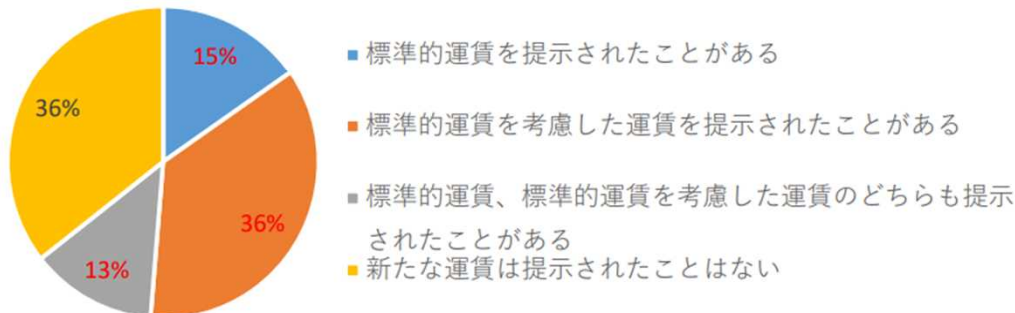 15%
36%
13%
36%
標準的運賃を提示されたことがある
標準的運賃を考慮した運賃を提示されたことがある
標準的運賃、標準的運賃を考慮した運賃のどちらも提示
されたことがある
新たな運賃は提示されたことはない